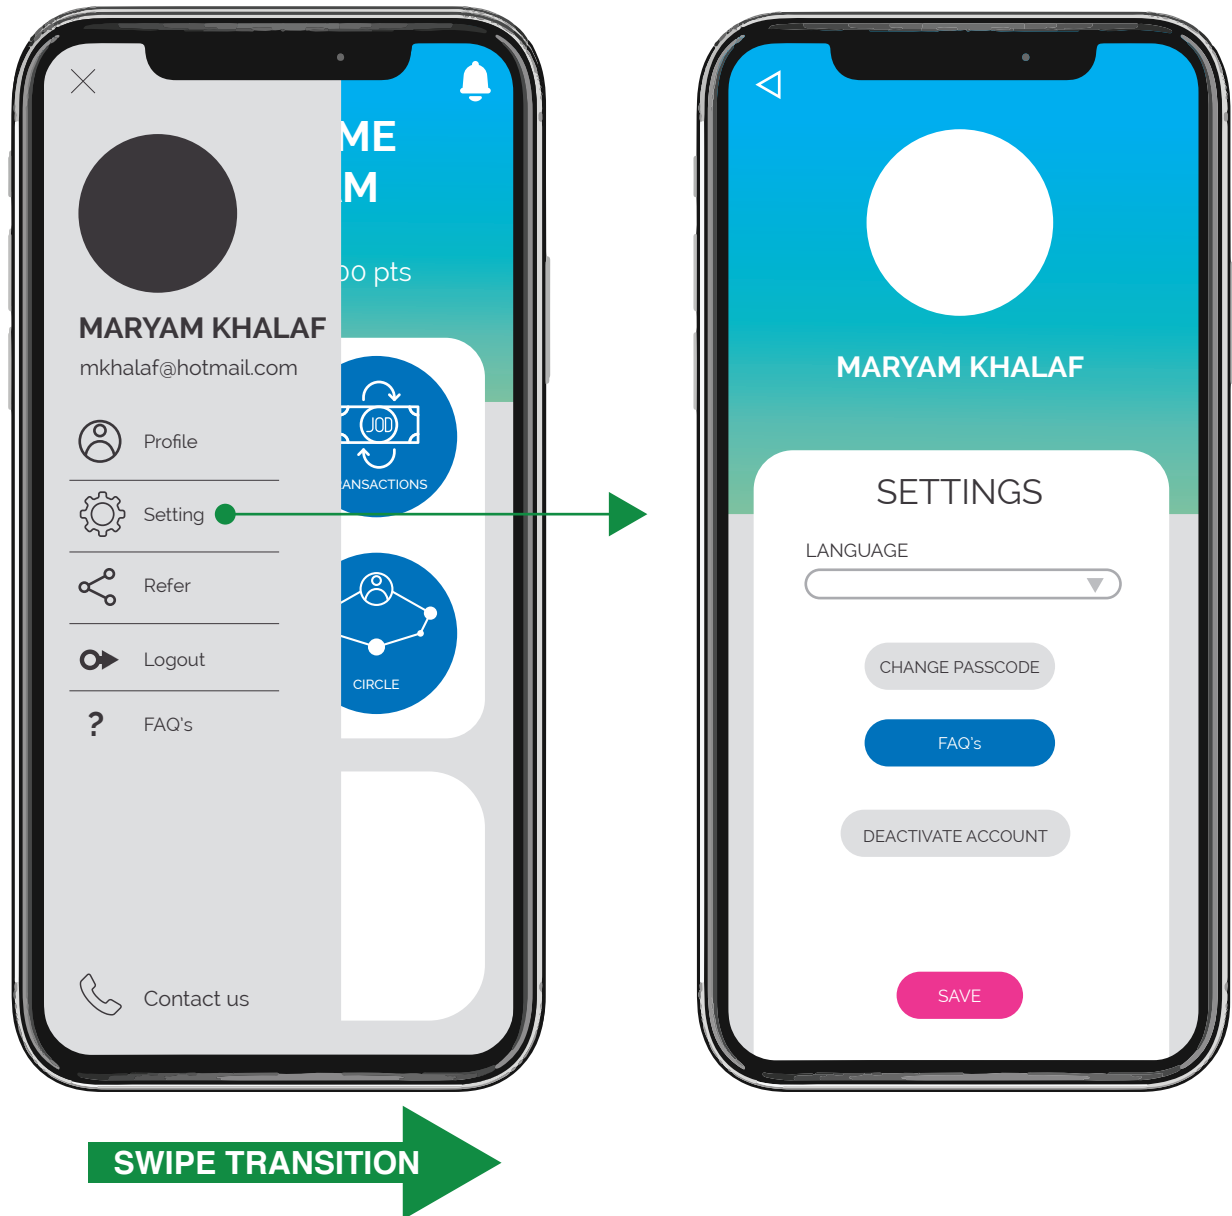 ME
M
00 pts
MARYAM KHALAF
mkhalaf@hotmail.com
Profile
Setting
Refer
Logout
? FAQ's
Contact us
JOD
ANSACTIONS
CIRCLE
MARYAM KHALAF
SETTINGS
LANGUAGE
CHANGE PASSCODE
FAQ's
DEACTIVATE ACCOUNT
SAVE
SWIPE TRANSITION